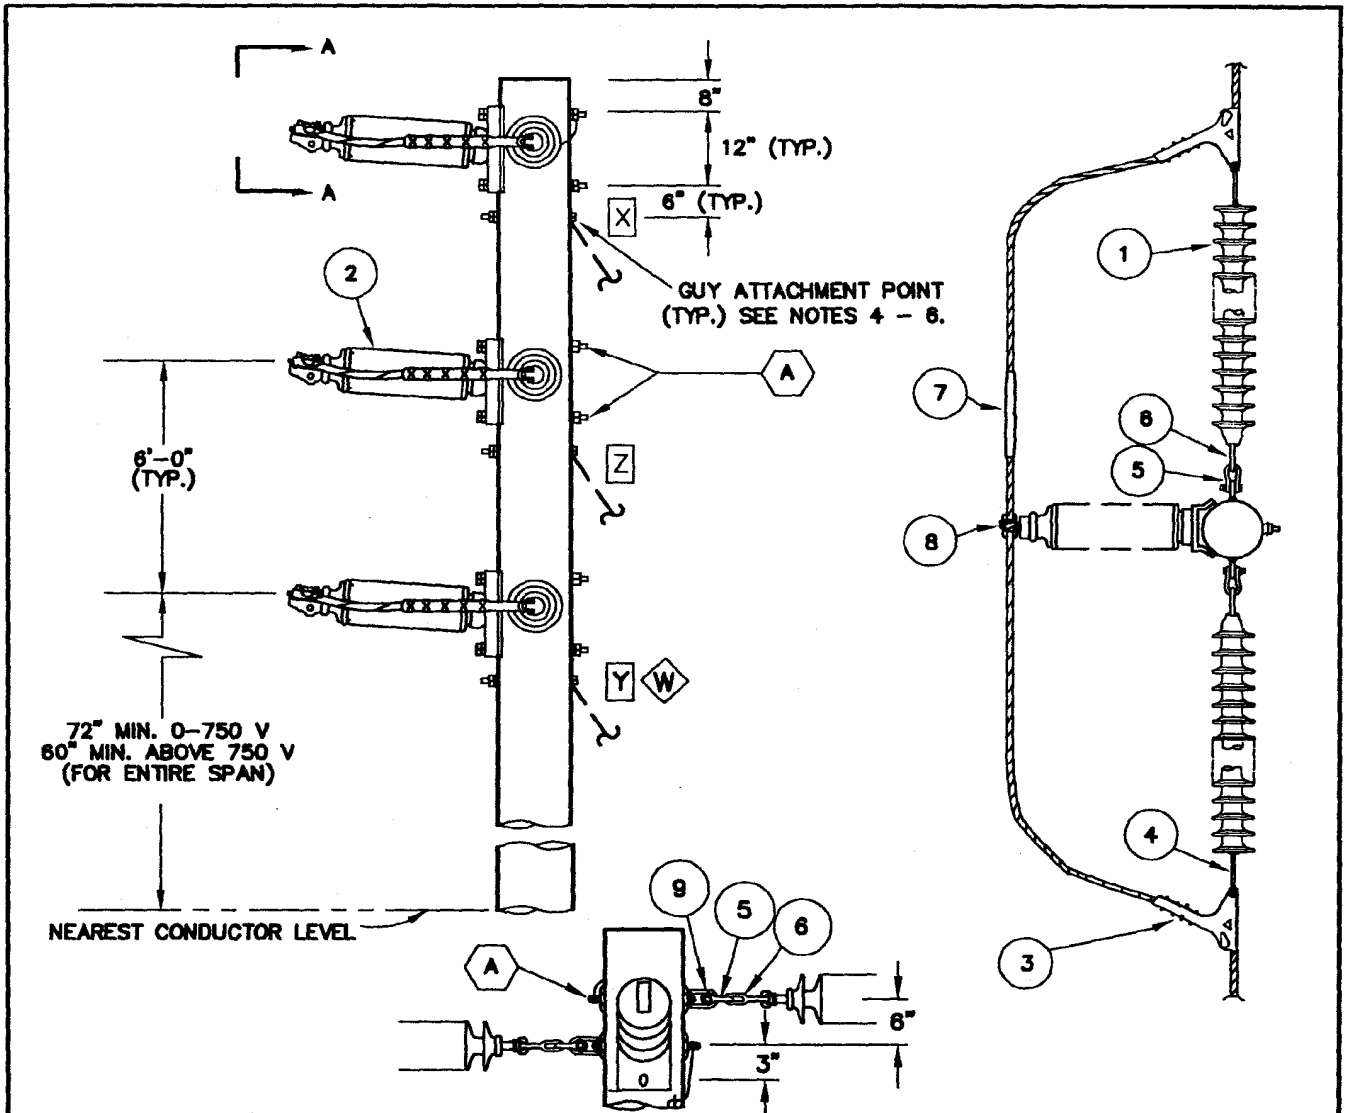 A
8"
12" (TYP.)
A
6" (TYP.)
X
1
2
GUY ATTACHMENT POINT
(TYP.) SEE NOTES 4 - 6.
A
7
6
6'-0"
(TYP.)
Z
5
8
Y W
72" MIN. 0-750 V
60" MIN. ABOVE 750 V
(FOR ENTIRE SPAN)
4
9 5 6
NEAREST CONDUCTOR LEVEL
A
3
6"
3"